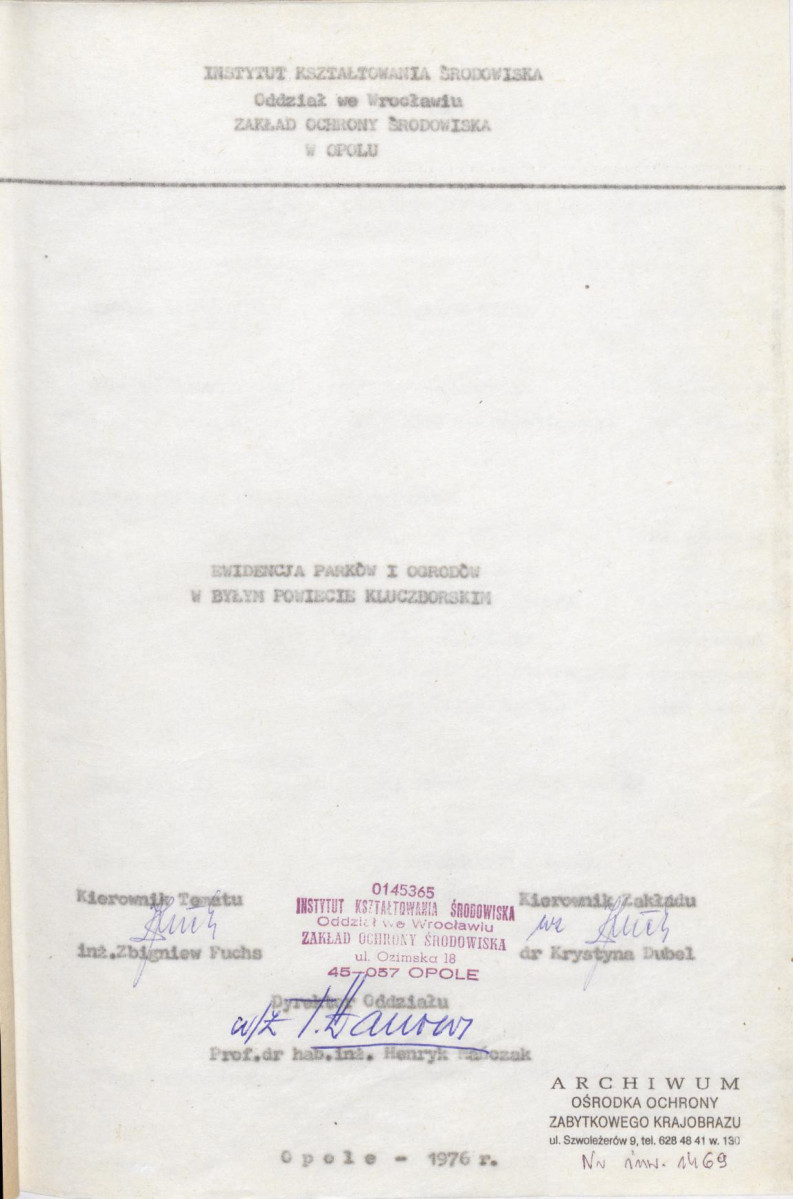 INSTYTUT KSZTAŁTOWANIA ŚRODOWISKA
Oddział we Wrocławiu
ZAKŁAD OCHRONY ŚRODOWISKA
W OPOLU
EWIDENCJA PARKÓW I OGRODÓW
W BYŁYM POWIECIE KLUCZBORSKIM
Kierownik Tematu
inż.Zbigniew Fuchs
0145365
INSTYTUT KSZTAŁTOWANIA ŚRODOWISKA
Oddział we Wrocławiu
ZAKŁAD OCHRONY ŚRODOWISKA
ul. Ozimska 18
45-057 OPOLE
Kierownik Zakładu
wz
dr Krystyna Dubel
Dyrektor Oddziału
w/z
Prof.dr hab.inż. Henryk
Opole - 1976 r.
ARCHIWUM
OŚRODKA OCHRONY
ZABYTKOWEGO KRAJOBRAZU
ul. Szwoleżerów 9, tel. 628 48 41 w. 130
Nr inw. 1469